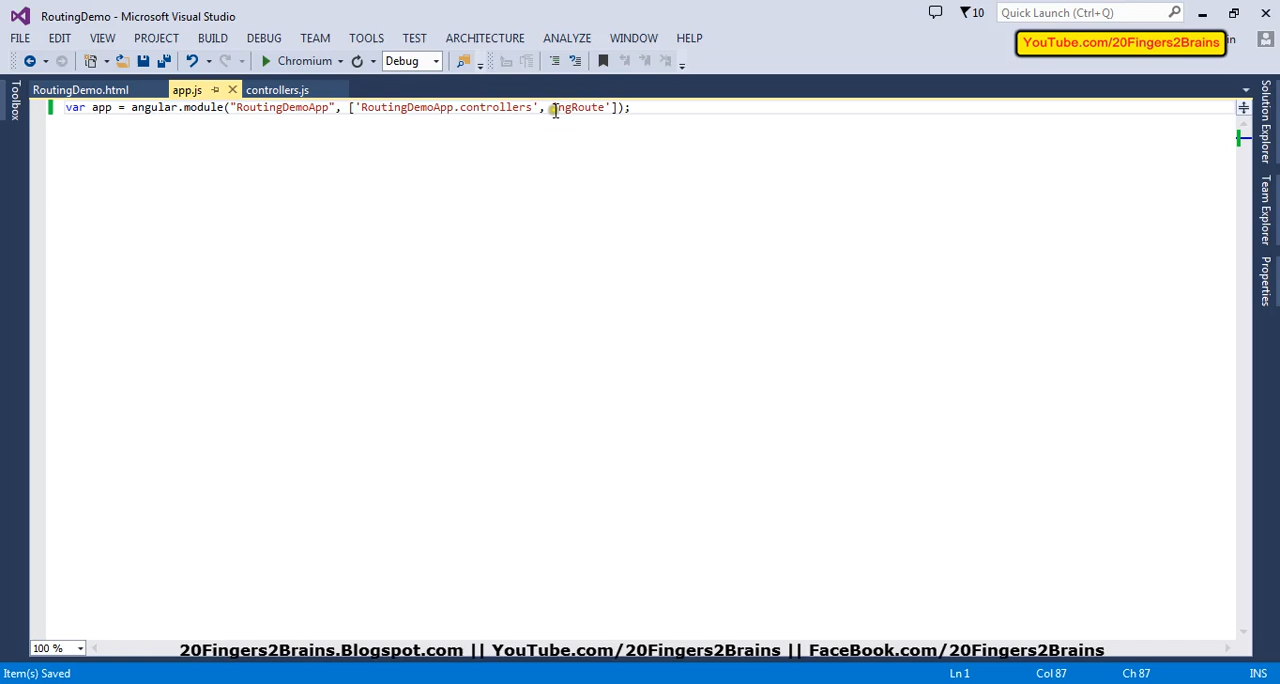 RoutingDemo - Microsoft Visual Studio
10
Quick Launch (Ctrl+Q)
FILE EDIT VIEW PROJECT BUILD DEBUG TEAM TOOLS TEST ARCHITECTURE ANALYZE WINDOW HELP
YouTube.com/20Fingers2Brains
in
Chromium
Debug
Toolbox
RoutingDemo.html
app.js
controllers.js
var app = angular.module("RoutingDemoApp", ['RoutingDemoApp.controllers', 'ngRoute']);
Solution Explorer
Team Explorer
Properties
100 %
20Fingers2Brains.Blogspot.com || YouTube.com/20Fingers2Brains || FaceBook.com/20Fingers2Brains
Item(s) Saved
Ln 1
Col 87
Ch 87
INS